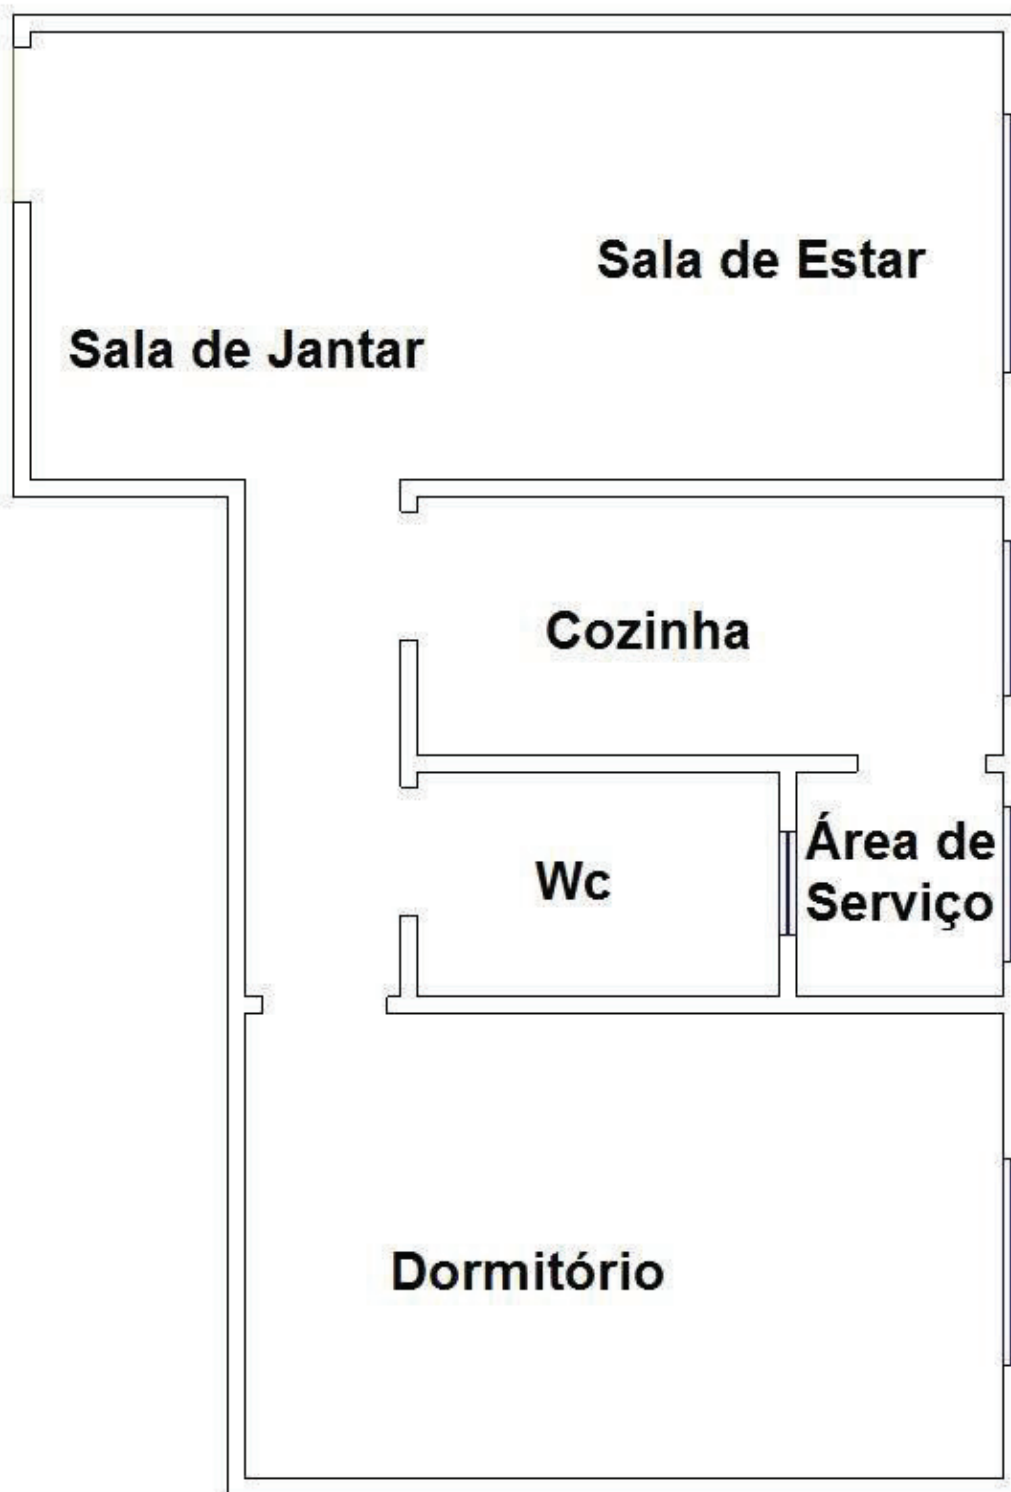 Sala de Estar
Sala de Jantar
Cozinha
Wc
Área de
Serviço
Dormitório